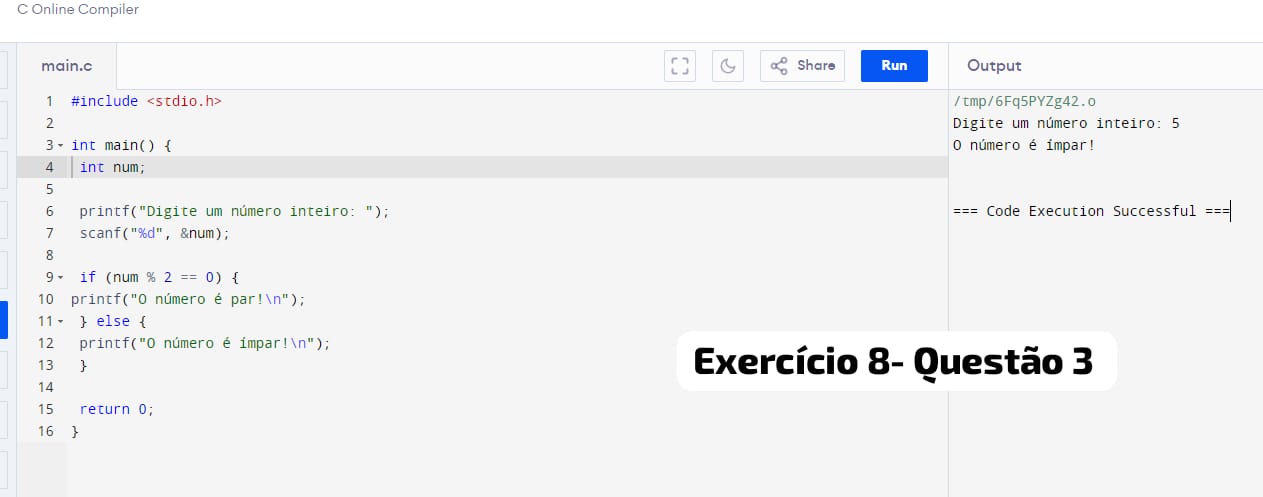 C Online Compiler
main.c
Share
Run
Output
1 #include <stdio.h>
2
3 int main() {
4 int num;
5
6 printf("Digite um número inteiro: ");
7 scanf("%d", &num);
8
9 if (num % 2 == 0) {
10 printf("O número é par!\n");
11 } else {
12 printf("O número é ímpar!\n");
13 }
14
15 return 0;
16 }
/tmp/6Fq5PYZg42.o
Digite um número inteiro: 5
O número é ímpar!
=== Code Execution Successful ===
Exercício 8- Questão 3